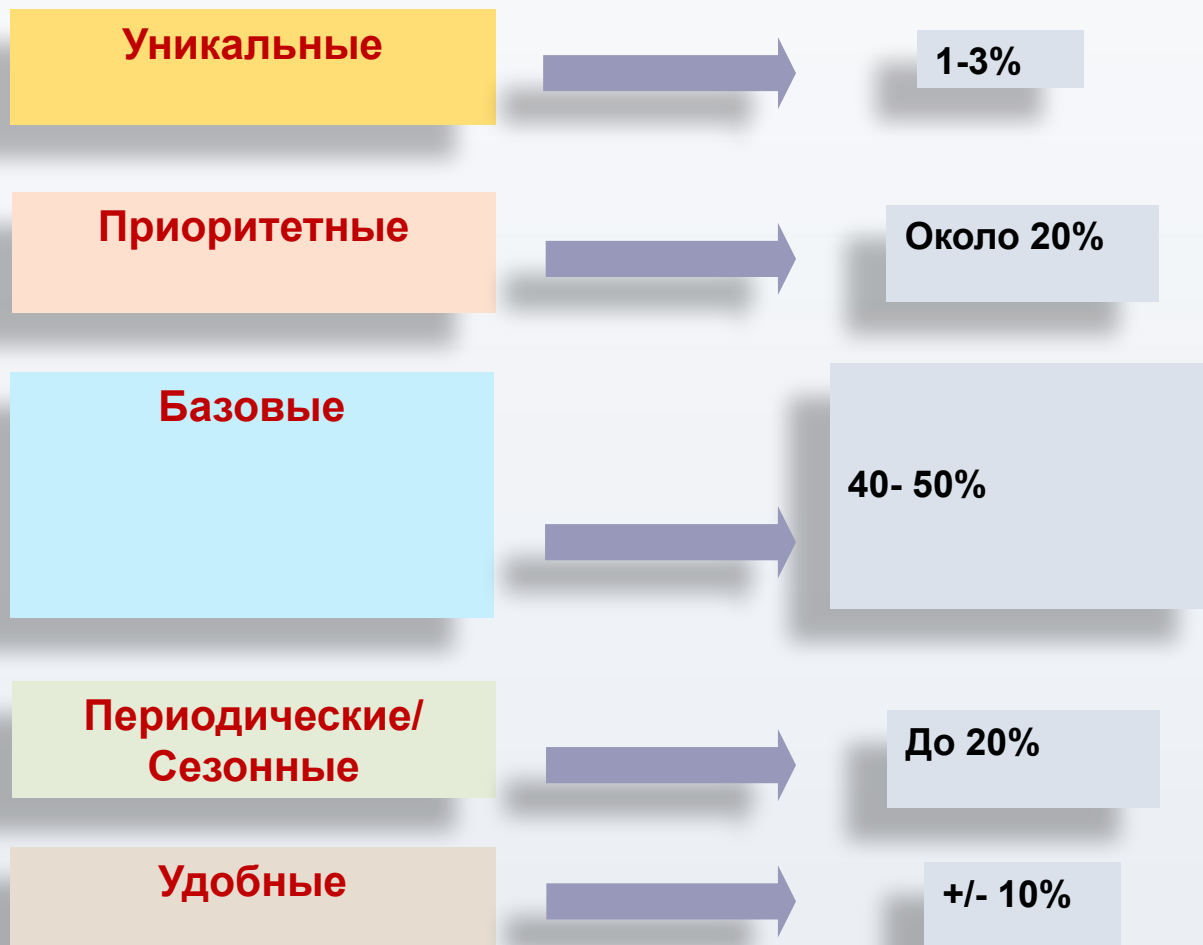 Уникальные
1-3%
Приоритетные
Около 20%
Базовые
40- 50%
Периодические/
Сезонные
До 20%
Удобные
+/- 10%